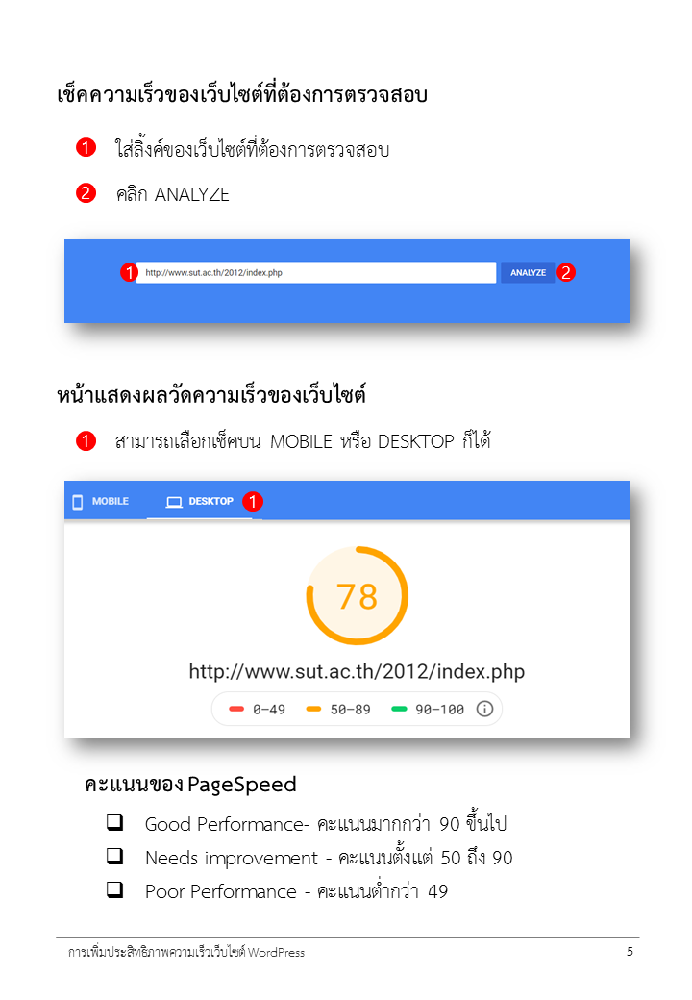 เช็คความเร็วของเว็บไซต์ที่ต้องการตรวจสอบ
1 ใส่ลิ้งค์ของเว็บไซต์ที่ต้องการตรวจสอบ
2 คลิก ANALYZE
1 http://www.sut.ac.th/2012/index.php ANALYZE 2
หน้าแสดงผลวัดความเร็วของเว็บไซต์
1 สามารถเลือกเช็คบน MOBILE หรือ DESKTOP ก็ได้
MOBILE DESKTOP 1
78
http://www.sut.ac.th/2012/index.php
0–49 50–89 90–100
คะแนนของ PageSpeed
Good Performance- คะแนนมากกว่า 90 ขึ้นไป
Needs improvement - คะแนนตั้งแต่ 50 ถึง 90
Poor Performance - คะแนนต่ำกว่า 49
การเพิ่มประสิทธิภาพความเร็วเว็บไซต์ WordPress 5